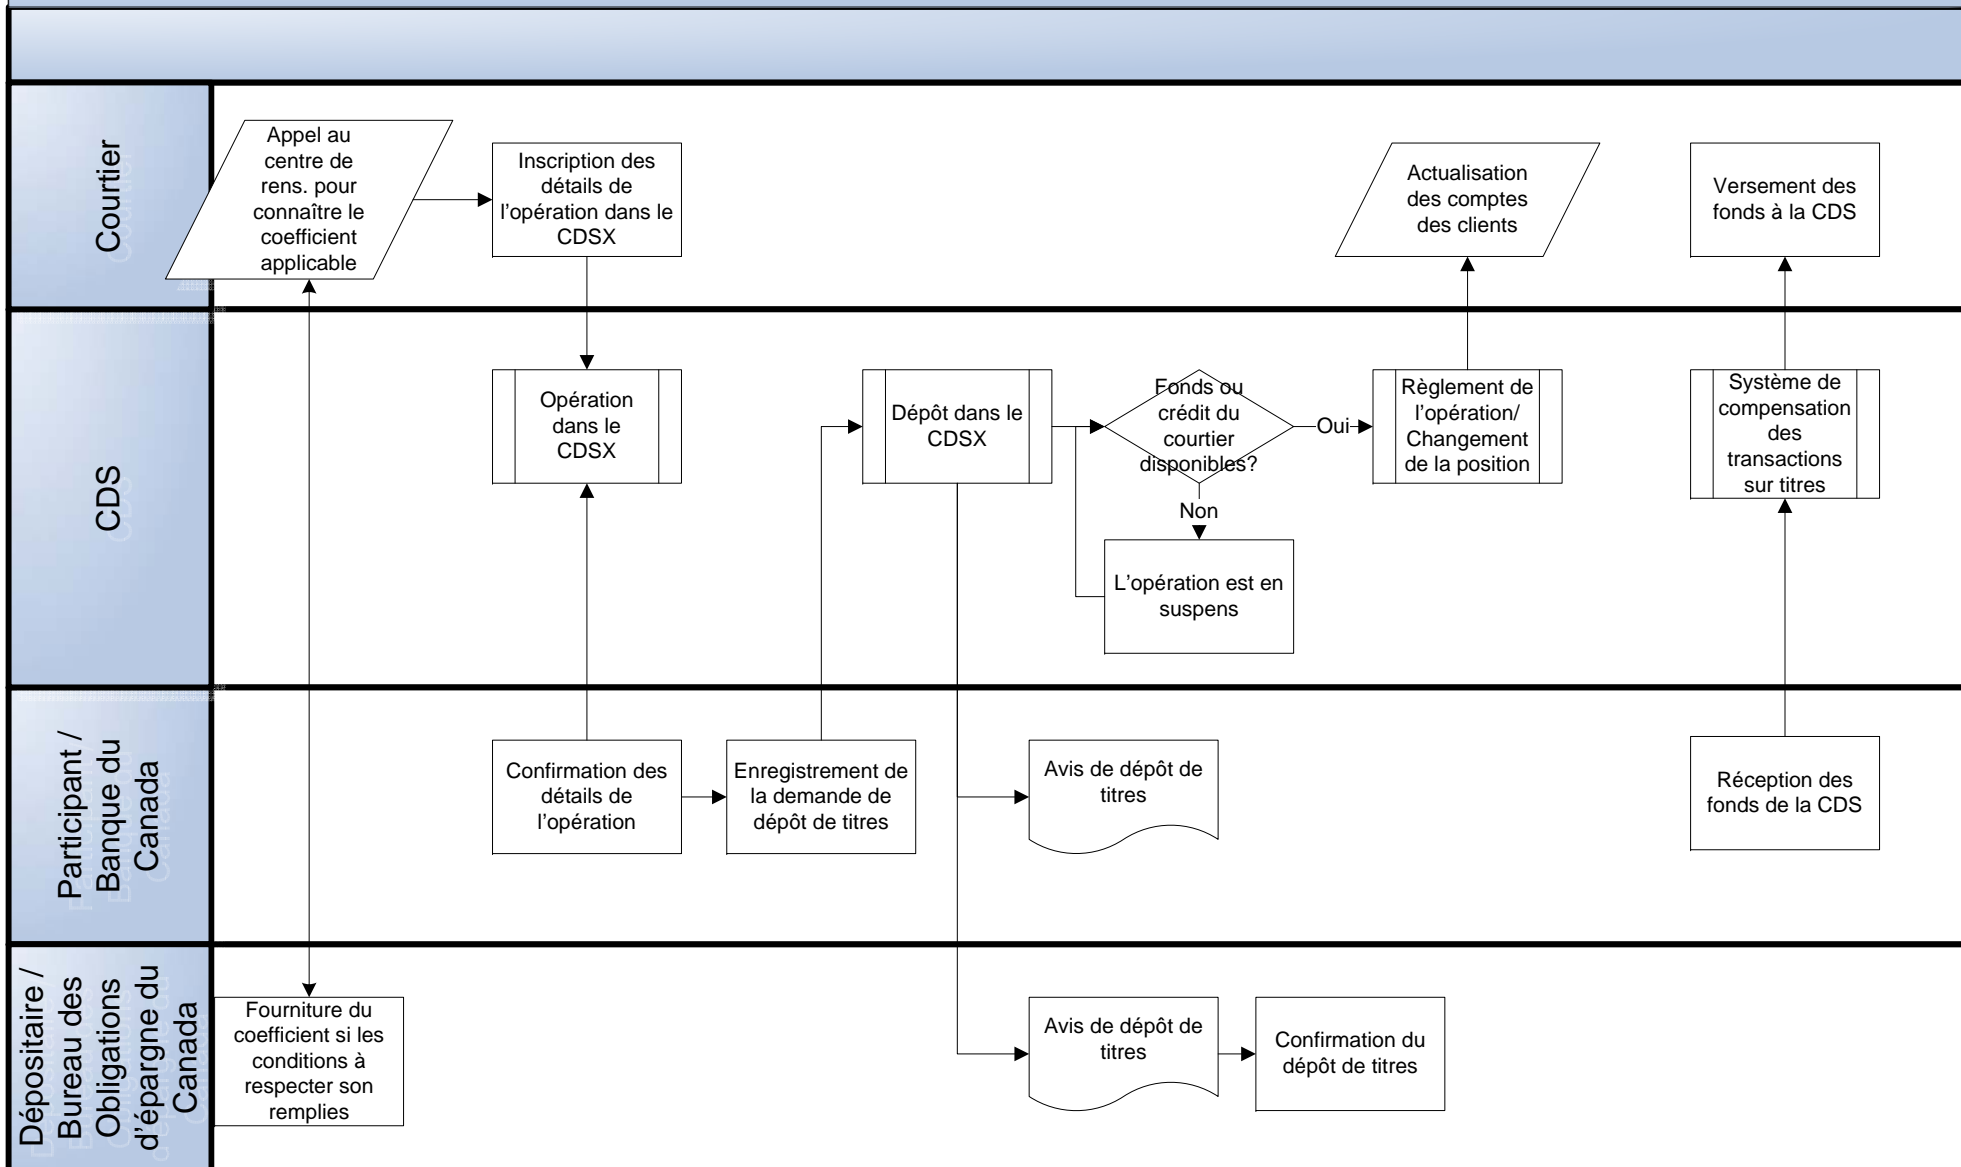 Courtier
Appel au
centre de
rens. pour
connaître le
coefficient
applicable
Inscription des
détails de
l'opération dans le
CDSX
Actualisation
des comptes
des clients
Versement des
fonds à la CDS
CDS
Opération
dans le
CDSX
Dépôt dans le
CDSX
Fonds ou
crédit du
courtier
disponibles?
Oui
Non
L'opération est en
suspens
Règlement de
l'opération/
Changement
de la position
Système de
compensation
des
transactions
sur titres
Participant /
Banque du
Canada
Confirmation des
détails de
l'opération
Enregistrement de
la demande de
dépôt de titres
Avis de dépôt de
titres
Réception des
fonds de la CDS
Dépositaire /
Bureau des
Obligations
d'épargne du
Canada
Fourniture du
coefficient si les
conditions à
respecter son
remplies
Avis de dépôt de
titres
Confirmation du
dépôt de titres